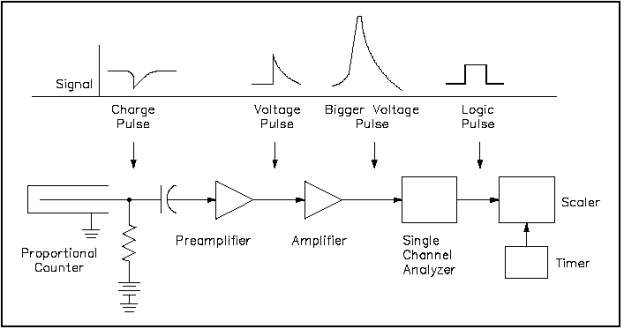 Signal
Charge
Pulse
Voltage
Pulse
Bigger Voltage
Pulse
Logic
Pulse
Proportional
Counter
Preamplifier
Amplifier
Single
Channel
Analyzer
Scaler
Timer